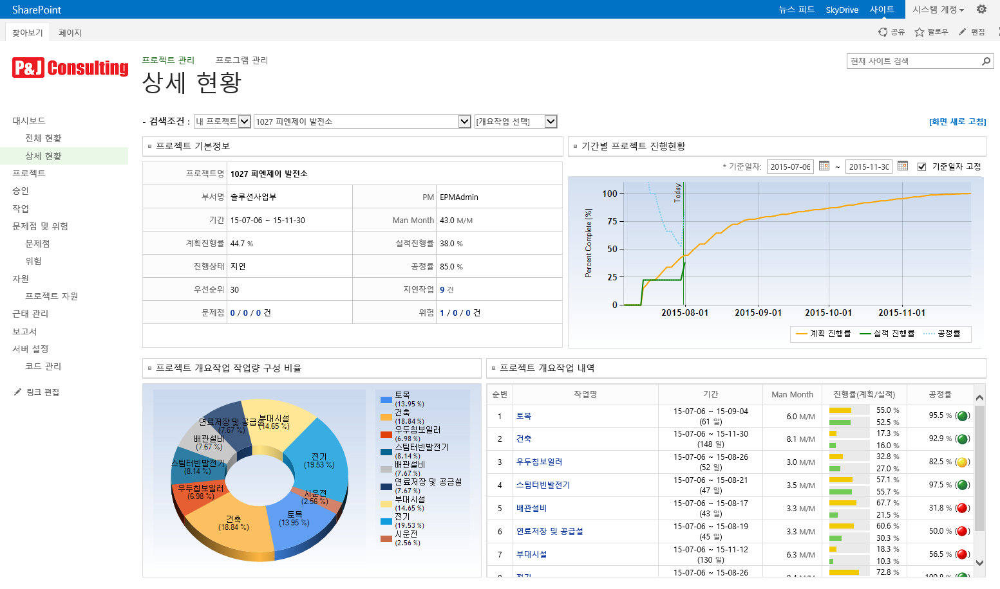 SharePoint
뉴스 피드 SkyDrive 사이트 시스템 계정
찾아보기 페이지
공유 팔로우 편집
P&J Consulting
프로젝트 관리 프로그램 관리
상세 현황
현재 사이트 검색
대시보드
전체 현황
상세 현황
프로젝트
승인
작업
문제점 및 위험
문제점
위험
자원
프로젝트 자원
근태 관리
보고서
서버 설정
코드 관리
링크 편집
- 검색조건 : 내 프로젝트 1027 피엔제이 발전소 [개요작업 선택]
[화면 새로 고침]
프로젝트 기본정보
프로젝트명 1027 피엔제이 발전소
부서명 솔루션사업부 PM EPMAdmin
기간 15-07-06 ~ 15-11-30 Man Month 43.0 M/M
계획진행률 44.7 % 실적진행률 38.0 %
진행상태 지연 공정률 85.0 %
우선순위 30 지연작업 9 건
문제점 0 / 0 / 0 건 위험 1 / 0 / 0 건
기간별 프로젝트 진행현황
* 기준일자: 2015-07-06 ~ 2015-11-30 기준일자 고정
Percent Complete [%]
100
75
50
25
0
Today
2015-08-01 2015-09-01 2015-10-01 2015-11-01
계획 진행률 실적 진행률 공정률
프로젝트 개요작업 작업량 구성 비율
부대시설
(14.65 %)
연료저장 및 공급설
(7.67 %)
배관설비
(7.67 %)
전기
(19.53 %)
스팀터빈발전기
(8.14 %)
우두칩보일러
(6.98 %)
시운전
(2.56 %)
건축
(18.84 %)
토목
(13.95 %)
토목
(13.95 %)
건축
(18.84 %)
우두칩보일러
(6.98 %)
스팀터빈발전기
(8.14 %)
배관설비
(7.67 %)
연료저장 및 공급설
(7.67 %)
부대시설
(14.65 %)
전기
(19.53 %)
시운전
(2.56 %)
프로젝트 개요작업 내역
순번 작업명 기간 Man Month 진행률(계획/실적) 공정률
1 토목 15-07-06 ~ 15-09-04 (61 일) 6.0 M/M 55.0 % 52.5 % 95.5 % ( )
2 건축 15-07-06 ~ 15-11-30 (148 일) 8.1 M/M 17.3 % 16.0 % 92.9 % ( )
3 우두칩보일러 15-07-06 ~ 15-08-26 (52 일) 3.0 M/M 32.8 % 27.0 % 82.5 % ( )
4 스팀터빈발전기 15-07-06 ~ 15-08-21 (47 일) 3.5 M/M 57.1 % 55.7 % 97.5 % ( )
5 배관설비 15-07-06 ~ 15-08-17 (43 일) 3.3 M/M 67.7 % 21.5 % 31.8 % ( )
6 연료저장 및 공급설 15-07-06 ~ 15-08-19 (45 일) 3.3 M/M 60.6 % 30.3 % 50.0 % ( )
7 부대시설 15-07-06 ~ 15-11-12 (130 일) 6.3 M/M 18.3 % 10.3 % 56.5 % ( )
15-07-06 ~ 15-08-26 72.8 %